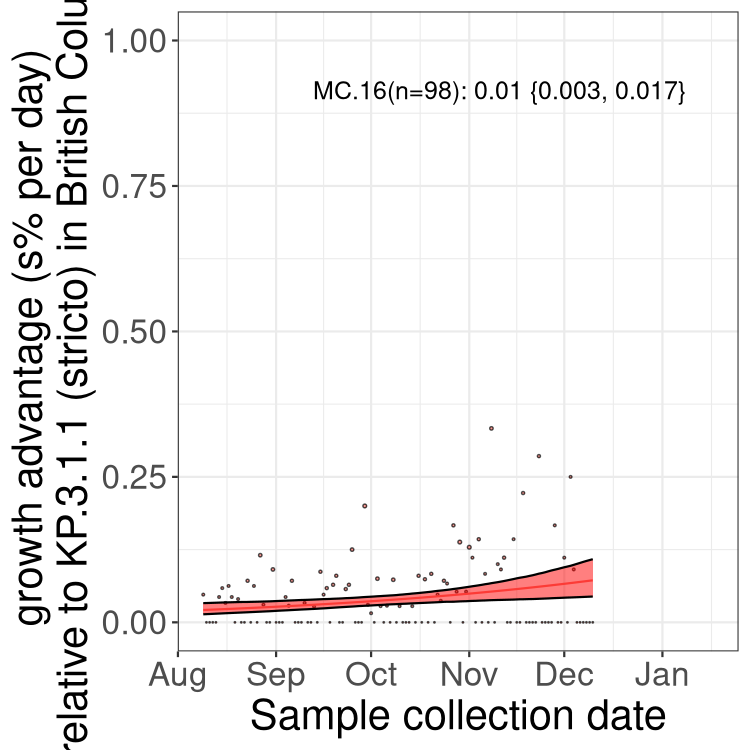 growth advantage (s% per day)
relative to KP.3.1.1 (stricto) in British
1.00
0.75
0.50
0.25
0.00
MC.16(n=98): 0.01 {0.003, 0.017}
Aug Sep Oct Nov Dec Jan
Sample collection date